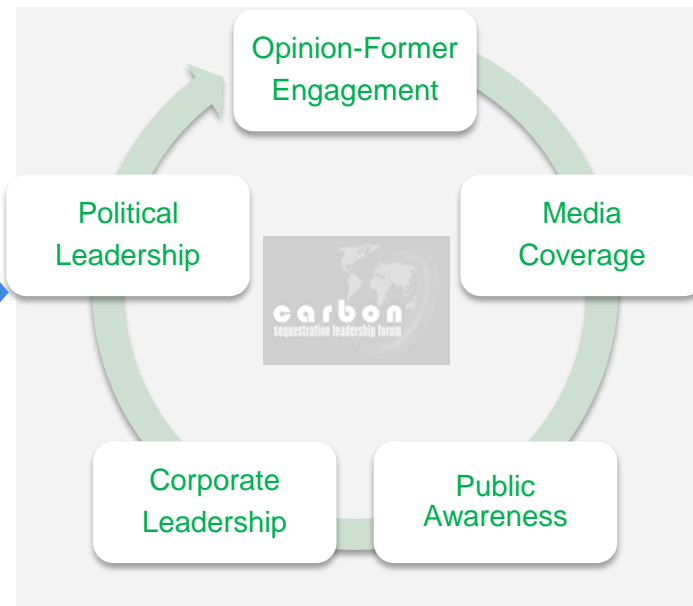 Opinion-Former
Engagement
Political
Leadership
Media
Coverage
carbon
sequestration leadership forum
Corporate
Leadership
Public
Awareness